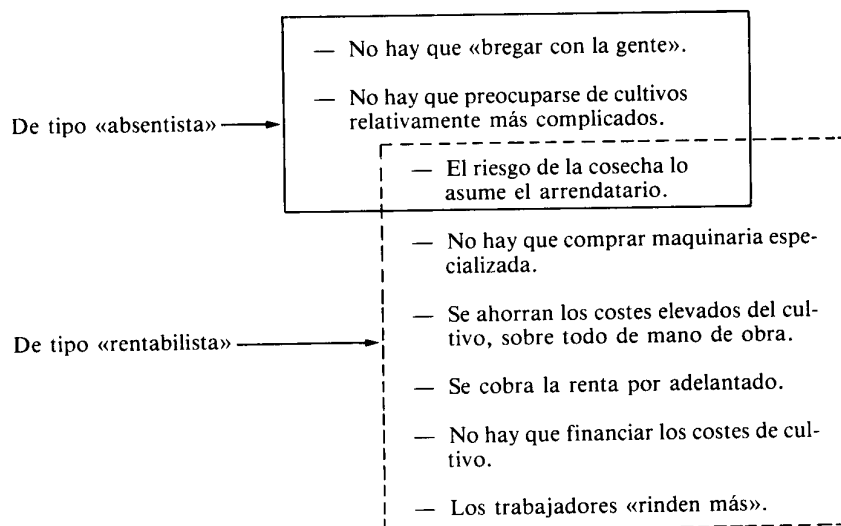 — No hay que «bregar con la gente».
— No hay que preocuparse de cultivos
relativamente más complicados.
De tipo «absentista»
— El riesgo de la cosecha lo
asume el arrendatario.
— No hay que comprar maquinaria espe-
cializada.
— Se ahorran los costes elevados del cul-
tivo, sobre todo de mano de obra.
De tipo «rentabilista»
— Se cobra la renta por adelantado.
— No hay que financiar los costes de cul-
tivo.
— Los trabajadores «rinden más».